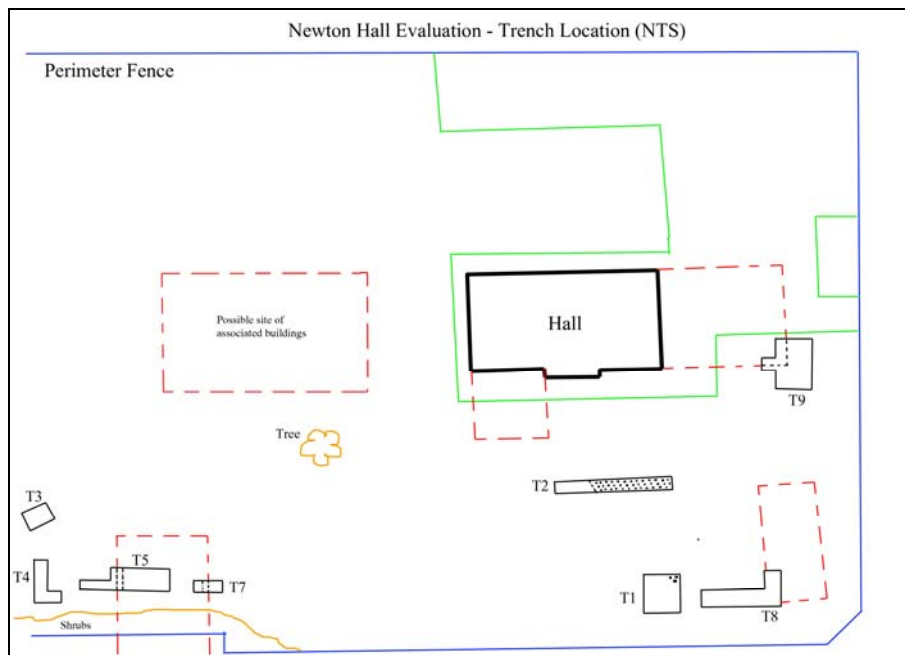 Newton Hall Evaluation - Trench Location (NTS)
Perimeter Fence
Possible site of
associated buildings
Hall
T9
Tree
T2
T3
T5
T4
T7
T1
T8
Shrubs